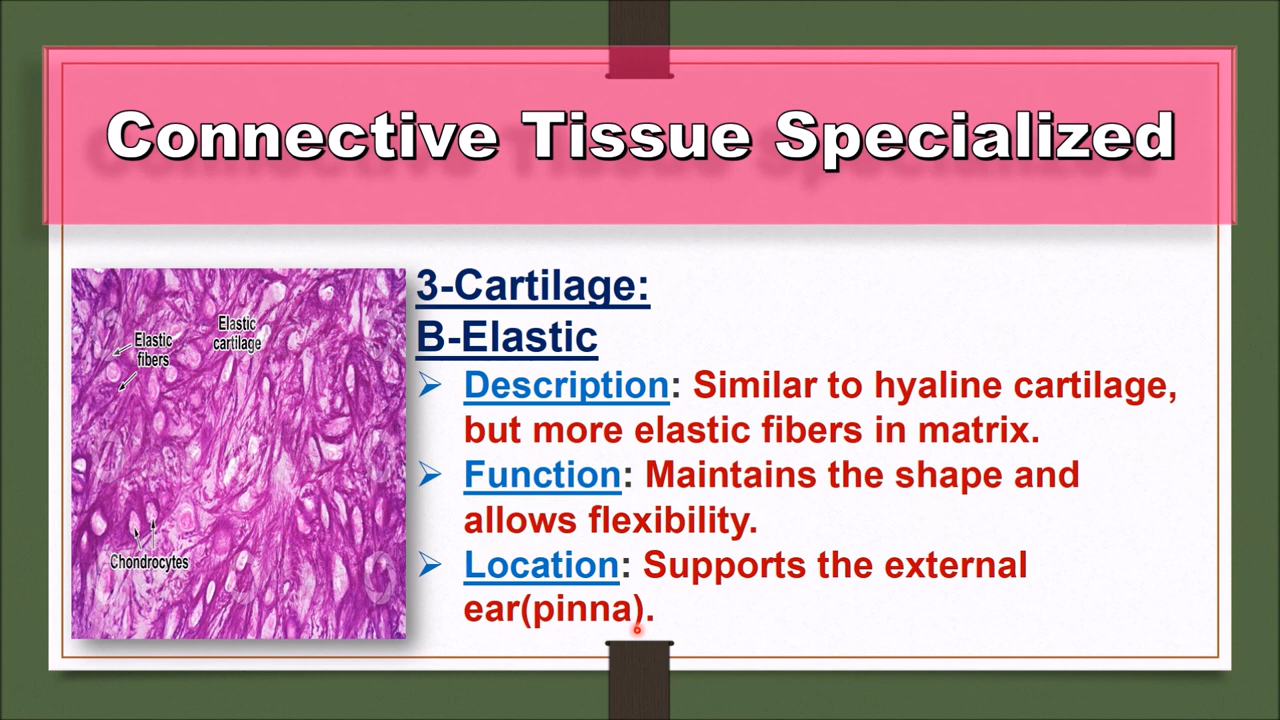 Connective Tissue Specialized
Elastic
fibers
Elastic
cartilage
Chondrocytes
3-Cartilage:
B-Elastic
Description: Similar to hyaline cartilage,
but more elastic fibers in matrix.
Function: Maintains the shape and
allows flexibility.
Location: Supports the external
ear(pinna).